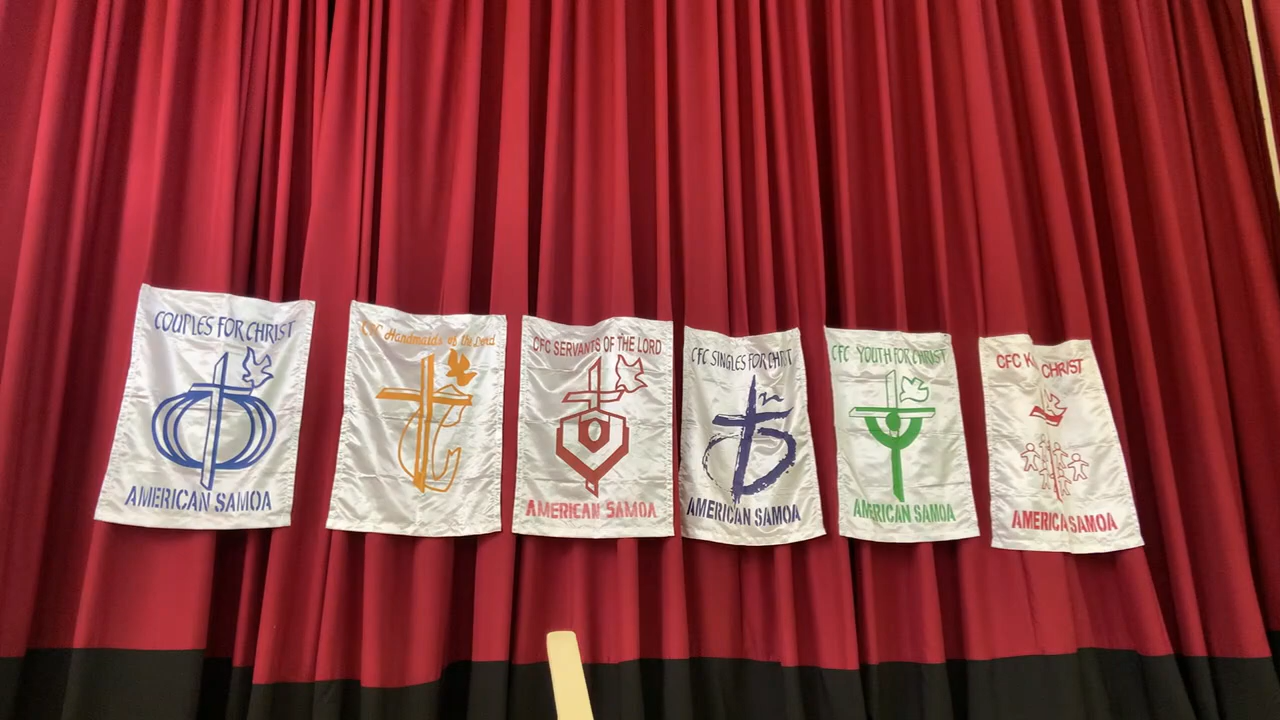 COUPLES FOR CHRIST
AMERICAN SAMOA
CFC Handmaids of the Lord
CFC SERVANTS OF THE LORD
AMERICAN SAMOA
CFC SINGLES FOR CHRIST
AMERICAN SAMOA
CFC YOUTH FOR CHRIST
AMERICAN SAMOA
CFC CHRIST
SAMOA